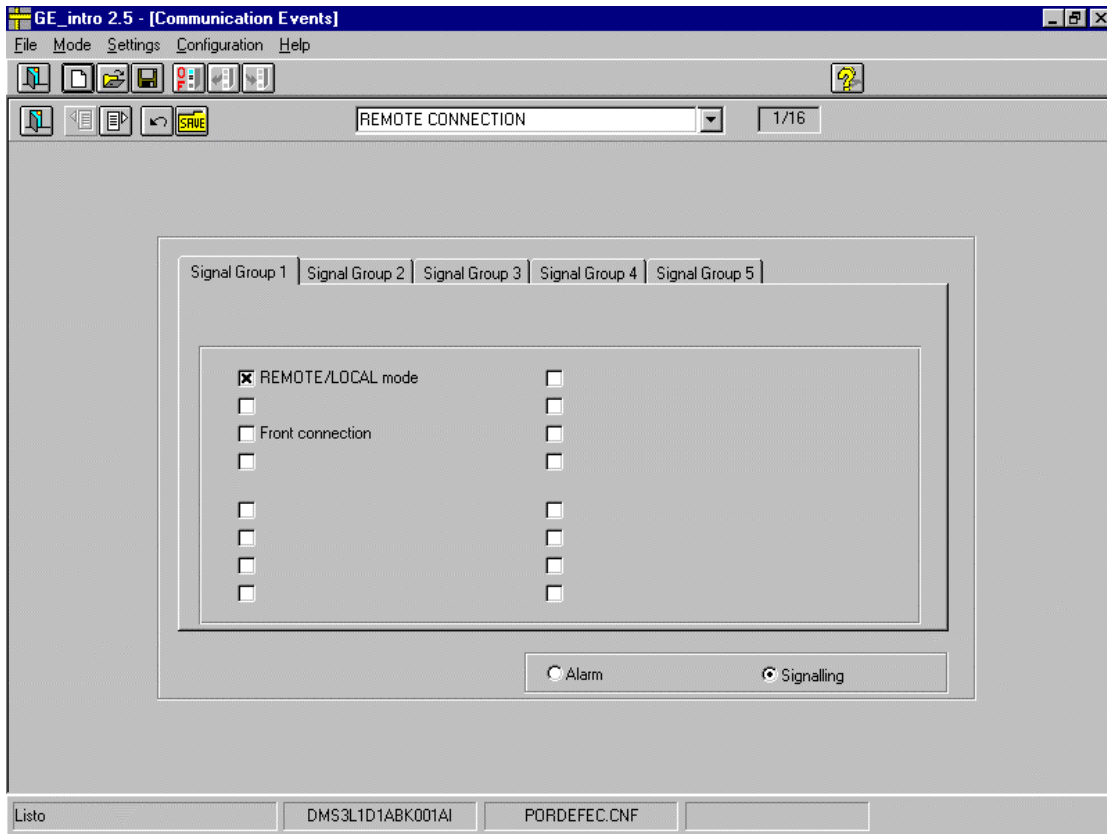 GE_intro 2.5 - [Communication Events]
File Mode Settings Configuration Help
SAVE REMOTE CONNECTION 1/16
Signal Group 1 Signal Group 2 Signal Group 3 Signal Group 4 Signal Group 5
REMOTE/LOCAL mode
Front connection
Alarm Signalling
Listo DMS3L1D1ABK001AI PORDEFEC.CNF